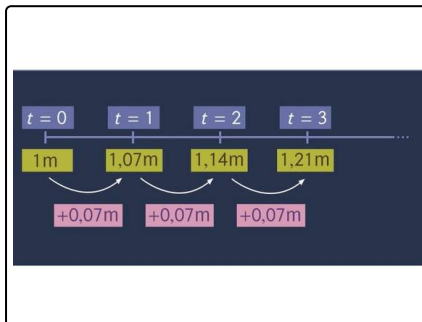 t = 0 t = 1 t = 2 t = 3
...
1m 1,07m 1,14m 1,21m
+0,07m +0,07m +0,07m